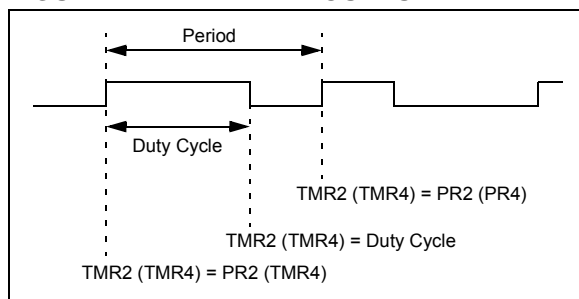 Period
Duty Cycle
TMR2 (TMR4) = PR2 (PR4)
TMR2 (TMR4) = Duty Cycle
TMR2 (TMR4) = PR2 (TMR4)